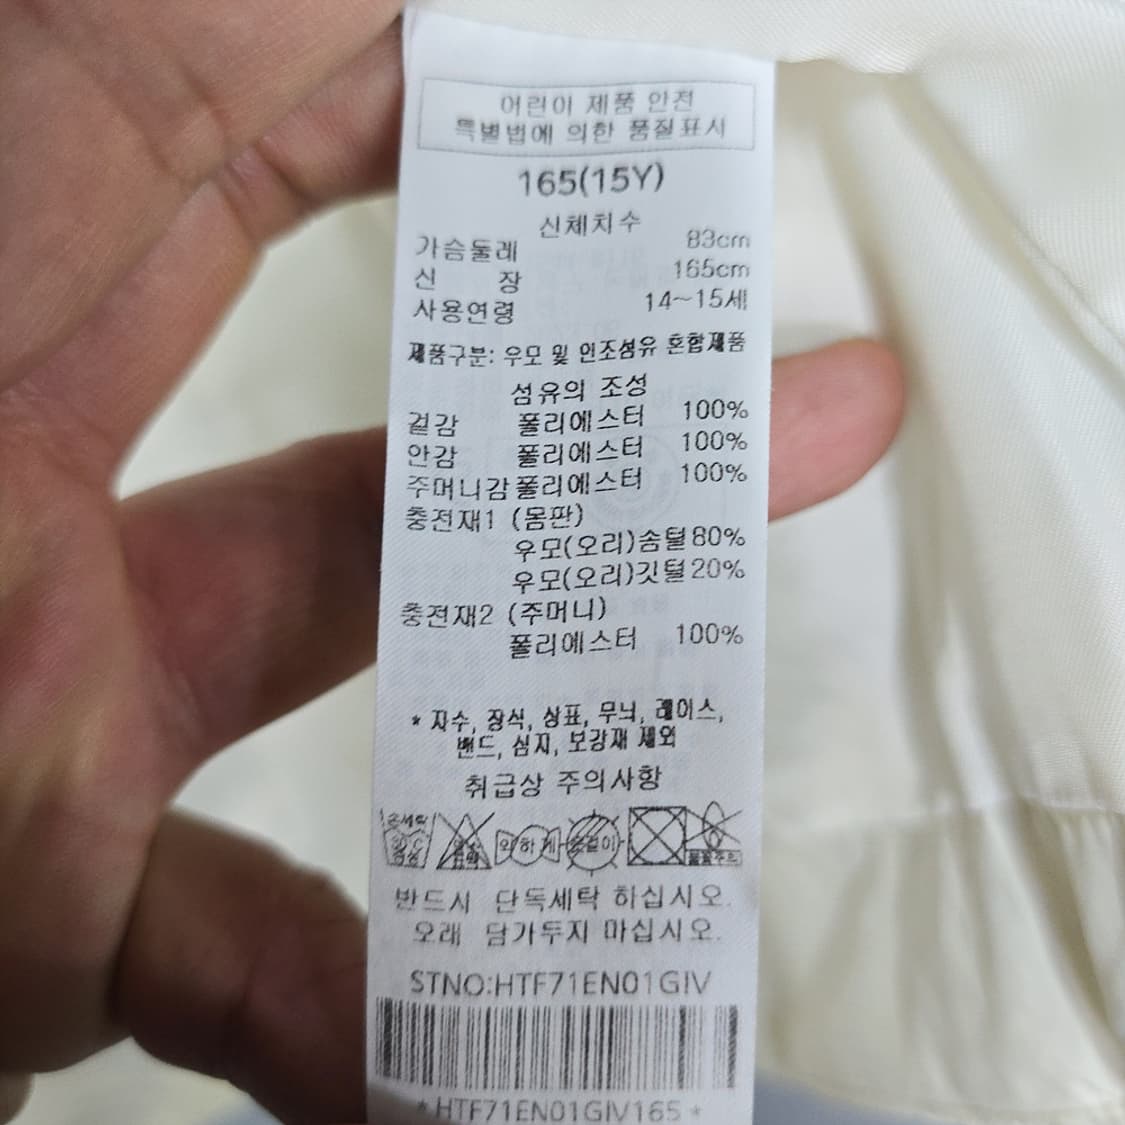 어린이 제품 안전
특별법에 의한 품질표시
165(15Y)
신체치수
가슴둘레 83cm
신 장 165cm
사용연령 14~15세
제품구분: 우모 및 인조섬유 혼합제품
섬유의 조성
겉감 폴리에스터 100%
안감 폴리에스터 100%
주머니감 폴리에스터 100%
충전재1 (몸판)
우모(오리)솜털 80%
우모(오리)깃털 20%
충전재2 (주머니)
폴리에스터 100%
* 자수, 장식, 상표, 무늬, 레이스,
밴드, 심지, 보강재 제외
취급상 주의사항
손세탁
약하게
반드시 단독세탁 하십시오.
오래 담가두지 마십시오.
STNO:HTF71EN01GIV
*HTF71EN01GIV165*